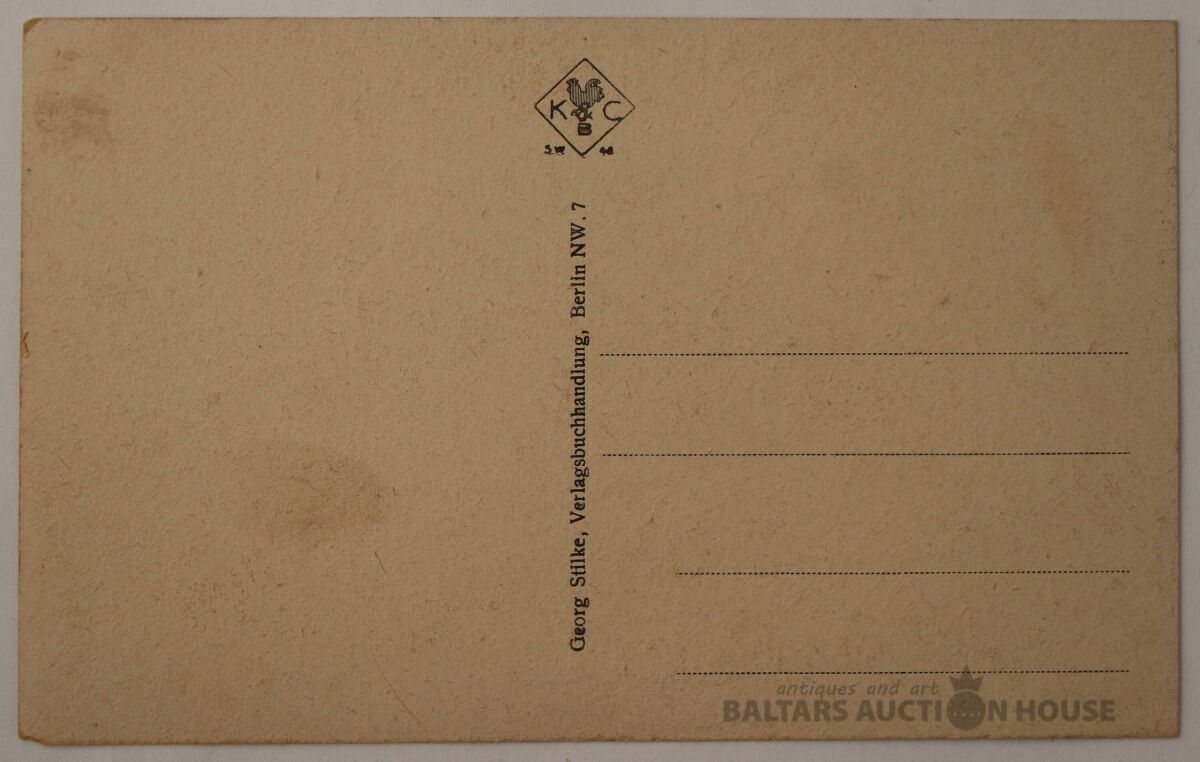 K C
Georg Stilke, Verlagsbuchhandlung, Berlin NW. 7
antiques and art
BALTARS AUCTION HOUSE